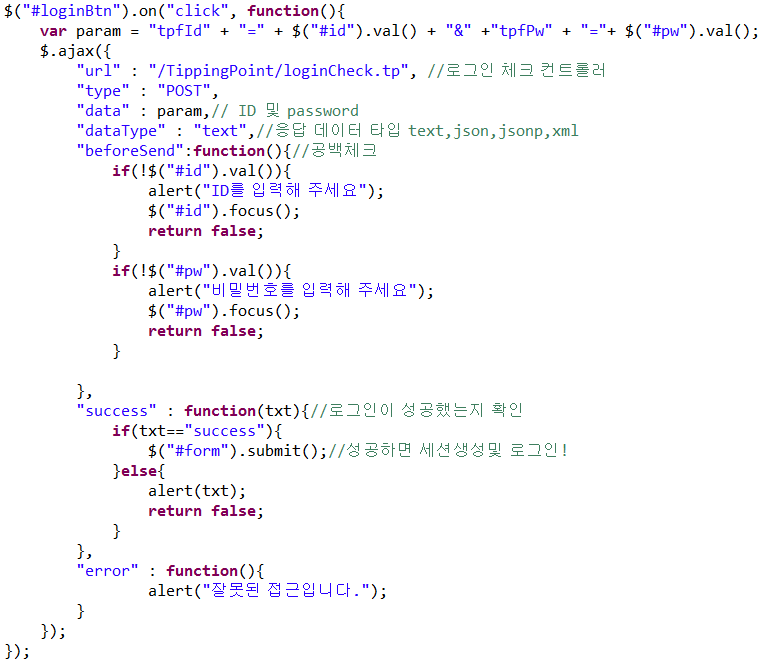 $("#loginBtn").on("click", function(){
    var param = "tpfId" + "=" + $("#id").val() + "&" +"tpfPw" + "="+ $("#pw").val();
    $.ajax({
        "url" : "/TippingPoint/loginCheck.tp", //로그인 체크 컨트롤러
        "type" : "POST",
        "data" : param,// ID 및 password
        "dataType" : "text",//응답 데이터 타입 text,json,jsonp,xml
        "beforeSend":function(){//공백체크
            if(!$("#id").val()){
                alert("ID를 입력해 주세요");
                $("#id").focus();
                return false;
            }
            if(!$("#pw").val()){
                alert("비밀번호를 입력해 주세요");
                $("#pw").focus();
                return false;
            }
        },
        "success" : function(txt){//로그인이 성공했는지 확인
            if(txt=="success"){
                $("#form").submit();//성공하면 세션생성및 로그인!
            }else{
                alert(txt);
                return false;
            }
        },
        "error" : function(){
                alert("잘못된 접근입니다.");
        }
    });
});